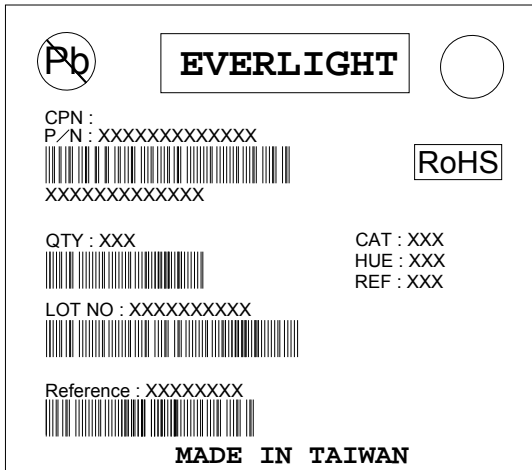 Pb
EVERLIGHT
CPN :
P/N : XXXXXXXXXXXXX
RoHS
XXXXXXXXXXXXX
QTY : XXX
CAT : XXX
HUE : XXX
REF : XXX
LOT NO : XXXXXXXXXX
Reference : XXXXXXXX
MADE IN TAIWAN